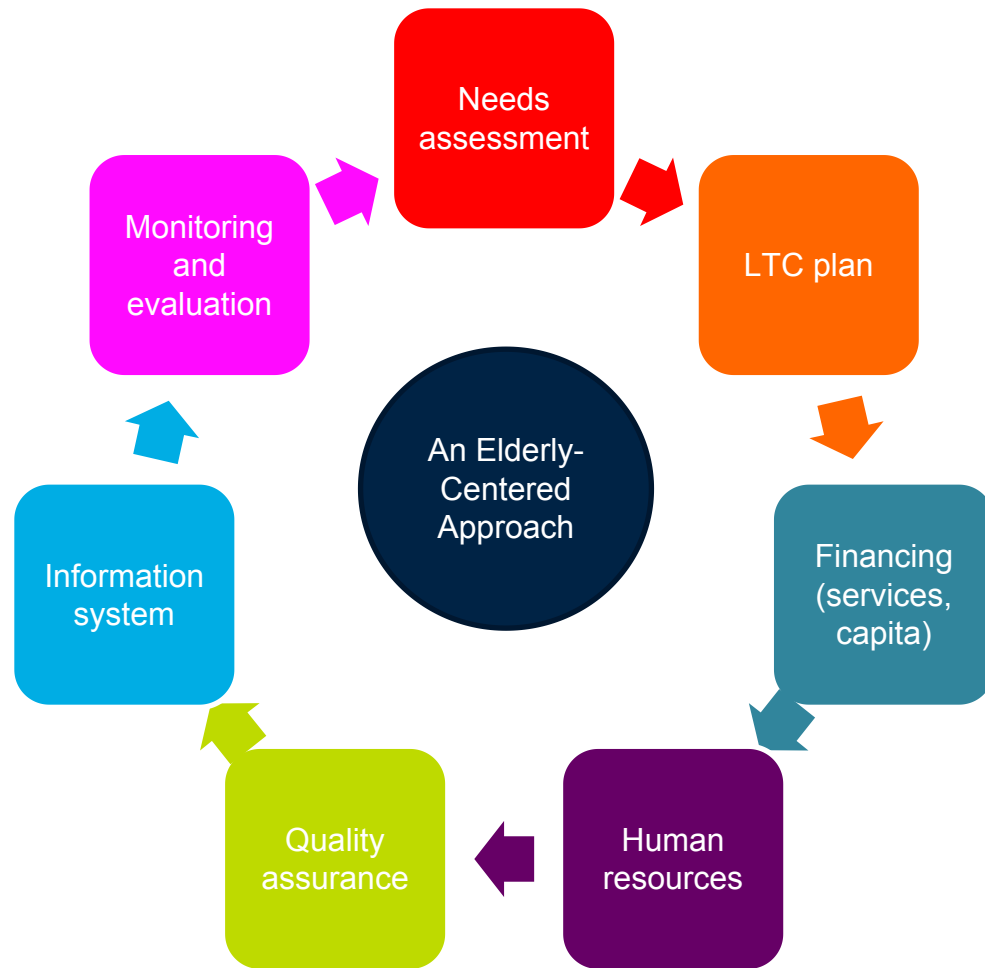 Needs
assessment
LTC plan
Financing
(services,
capita)
Human
resources
Quality
assurance
Information
system
Monitoring
and
evaluation
An Elderly-
Centered
Approach